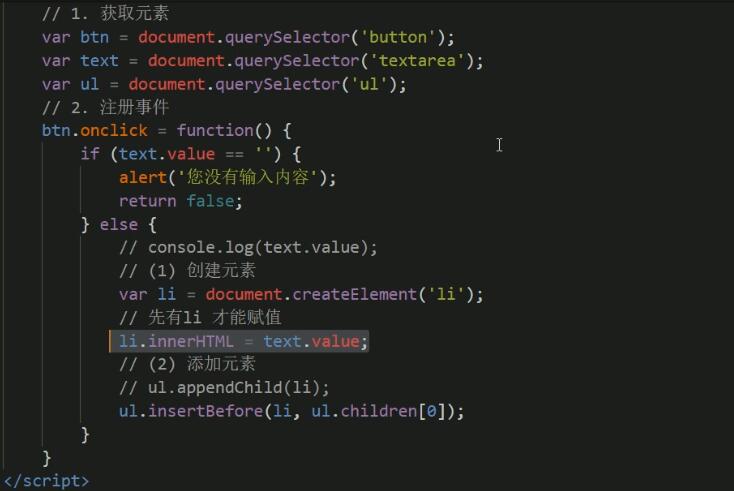 // 1. 获取元素
var btn = document.querySelector('button');
var text = document.querySelector('textarea');
var ul = document.querySelector('ul');
// 2. 注册事件
btn.onclick = function() {
if (text.value == '') {
alert('您没有输入内容');
return false;
} else {
// console.log(text.value);
// (1) 创建元素
var li = document.createElement('li');
// 先有li 才能赋值
li.innerHTML = text.value;
// (2) 添加元素
// ul.appendChild(li);
ul.insertBefore(li, ul.children[0]);
}
}
</script>